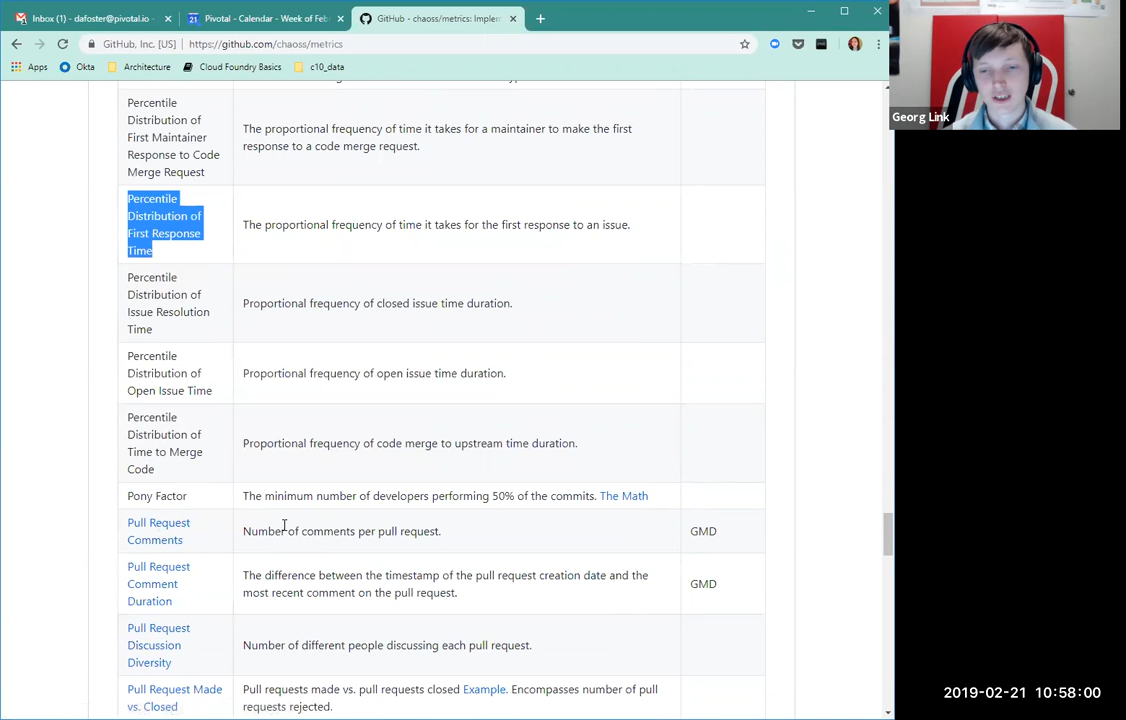 Inbox (1) - dafoster@pivotal.io -
Pivotal - Calendar - Week of Feb
GitHub - chaoss/metrics: Implem
GitHub, Inc. [US] | https://github.com/chaoss/metrics
Apps
Okta
Architecture
Cloud Foundry Basics
c10_data
Percentile
Distribution of
First Maintainer
Response to Code
Merge Request
The proportional frequency of time it takes for a maintainer to make the first
response to a code merge request.
Percentile
Distribution of
First Response
Time
The proportional frequency of time it takes for the first response to an issue.
Percentile
Distribution of
Issue Resolution
Time
Proportional frequency of closed issue time duration.
Percentile
Distribution of
Open Issue Time
Proportional frequency of open issue time duration.
Percentile
Distribution of
Time to Merge
Code
Proportional frequency of code merge to upstream time duration.
Pony Factor
The minimum number of developers performing 50% of the commits. The Math
Pull Request
Comments
Number of comments per pull request.
GMD
Pull Request
Comment
Duration
The difference between the timestamp of the pull request creation date and the
most recent comment on the pull request.
GMD
Pull Request
Discussion
Diversity
Number of different people discussing each pull request.
Pull Request Made
vs. Closed
Pull requests made vs. pull requests closed Example. Encompasses number of pull
requests rejected.
Georg Link
2019-02-21 10:58:00